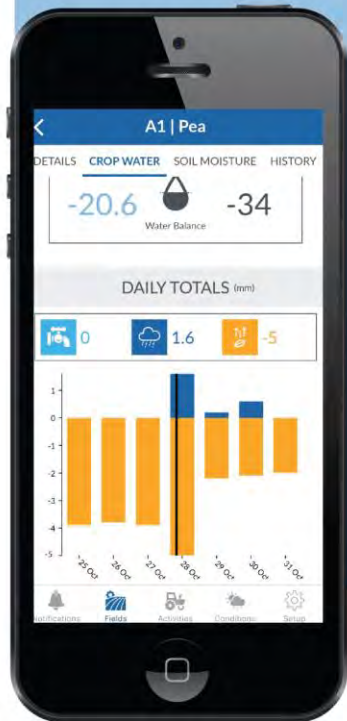 A1 | Pea
DETAILS CROP WATER SOIL MOISTURE HISTORY
-20.6 -34
Water Balance
DAILY TOTALS (mm)
0 1.6 -5
1
0
-1
-2
-3
-4
-5
25 Oct 26 Oct 27 Oct 28 Oct 29 Oct 30 Oct 31 Oct
Notifications Fields Activities Conditions Setup